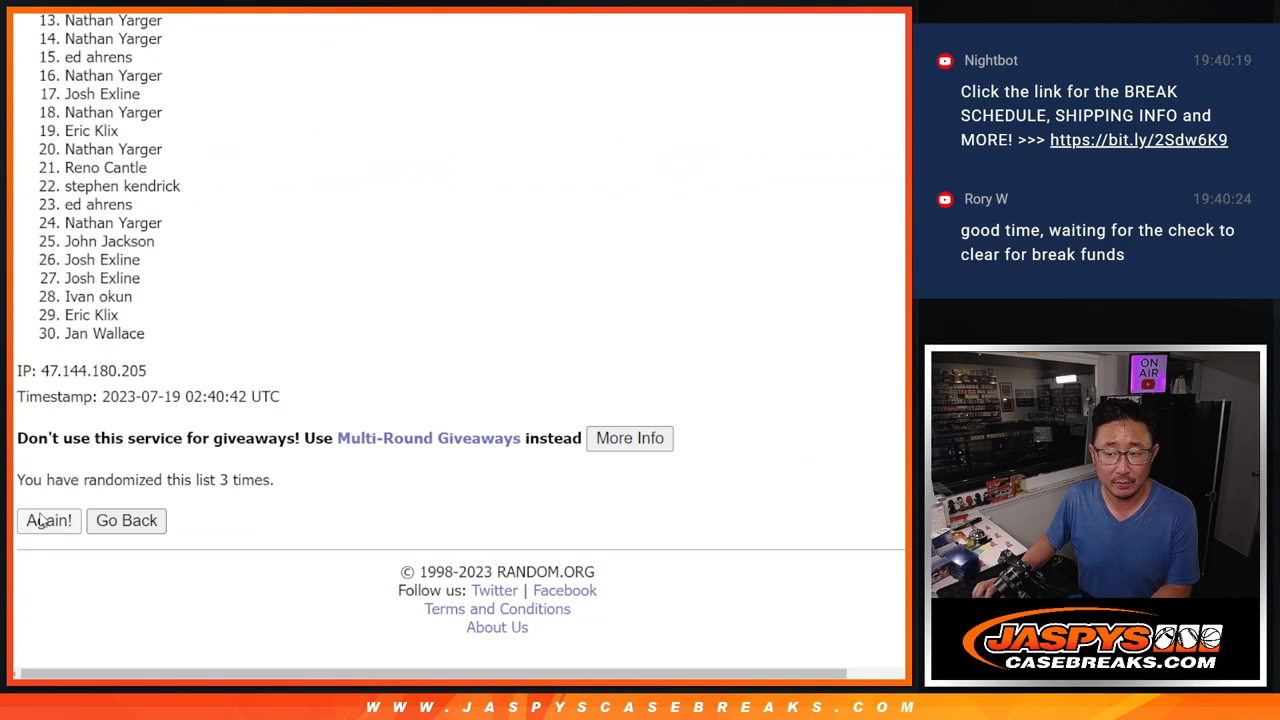 13. Nathan Yarger
14. Nathan Yarger
15. ed ahrens
16. Nathan Yarger
17. Josh Exline
18. Nathan Yarger
19. Eric Klix
20. Nathan Yarger
21. Reno Cantle
22. stephen kendrick
23. ed ahrens
24. Nathan Yarger
25. John Jackson
26. Josh Exline
27. Josh Exline
28. Ivan okun
29. Eric Klix
30. Jan Wallace
IP: 47.144.180.205
Timestamp: 2023-07-19 02:40:42 UTC
Don't use this service for giveaways! Use Multi-Round Giveaways instead More Info
You have randomized this list 3 times.
Again! Go Back
© 1998-2023 RANDOM.ORG
Follow us: Twitter | Facebook
Terms and Conditions
About Us
Nightbot 19:40:19
Click the link for the BREAK
SCHEDULE, SHIPPING INFO and
MORE! >>> https://bit.ly/2Sdw6K9
Rory W 19:40:24
good time, waiting for the check to
clear for break funds
ON
AIR
JASPYS
CASEBREAKS.COM
WWW.JASPYSCASEBREAKS.COM